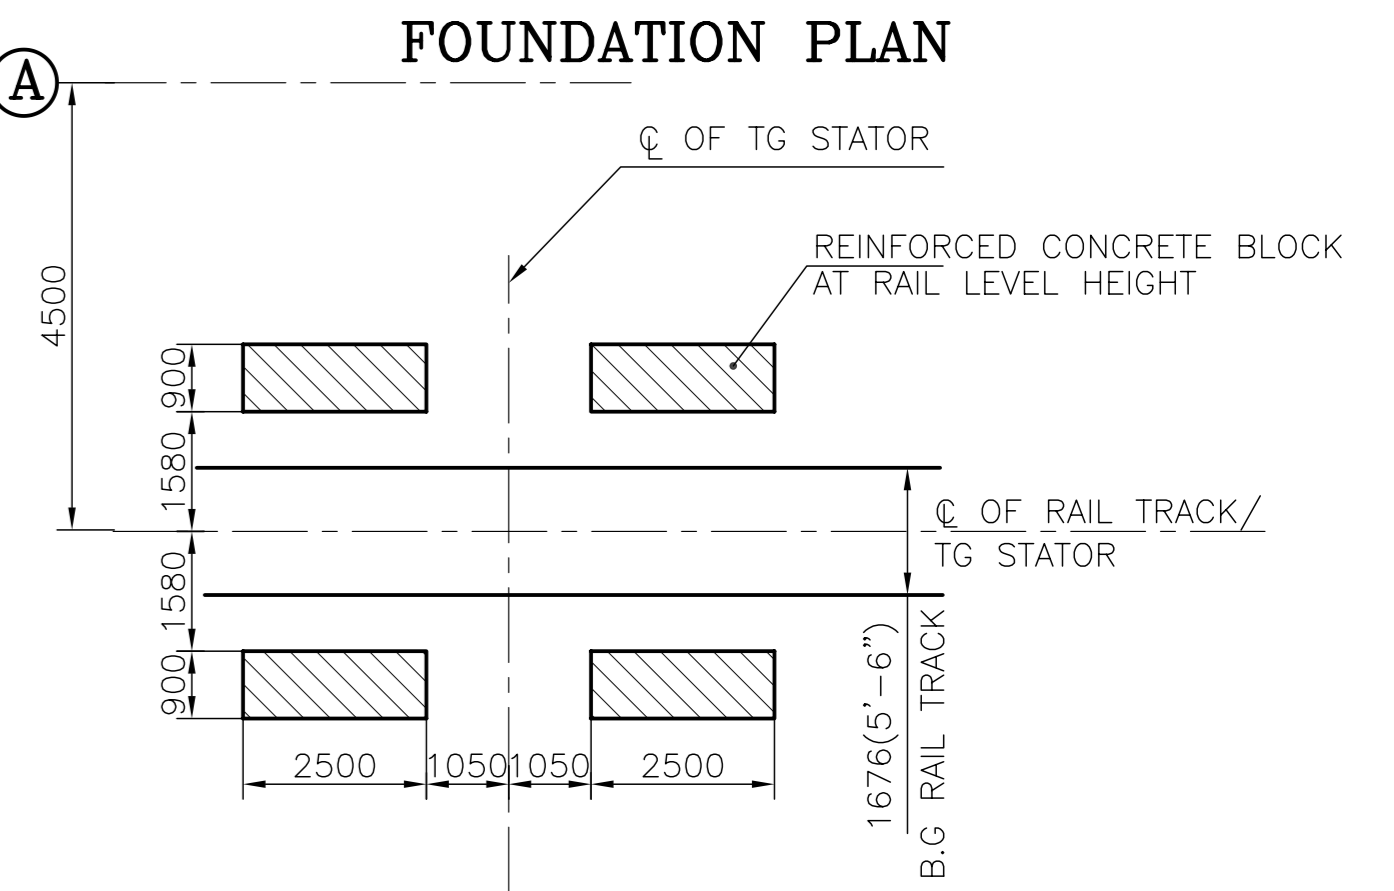 FOUNDATION PLAN
A
℄ OF TG STATOR
REINFORCED CONCRETE BLOCK
AT RAIL LEVEL HEIGHT
4500
900
1580
℄ OF RAIL TRACK/
TG STATOR
1580
900
1676(5'-6")
B.G RAIL TRACK
2500
1050
1050
2500